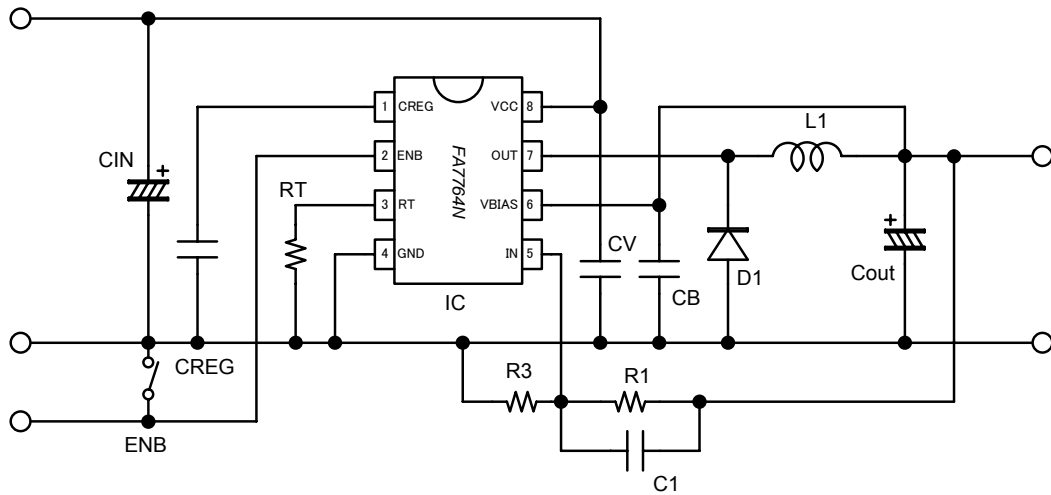 L1
1 CREG VCC 8
CIN + 2 ENB OUT 7
FA7764N
RT 3 RT VBIAS 6
+
4 GND IN 5 CV
D1 Cout
IC CB
CREG R3 R1
ENB
C1